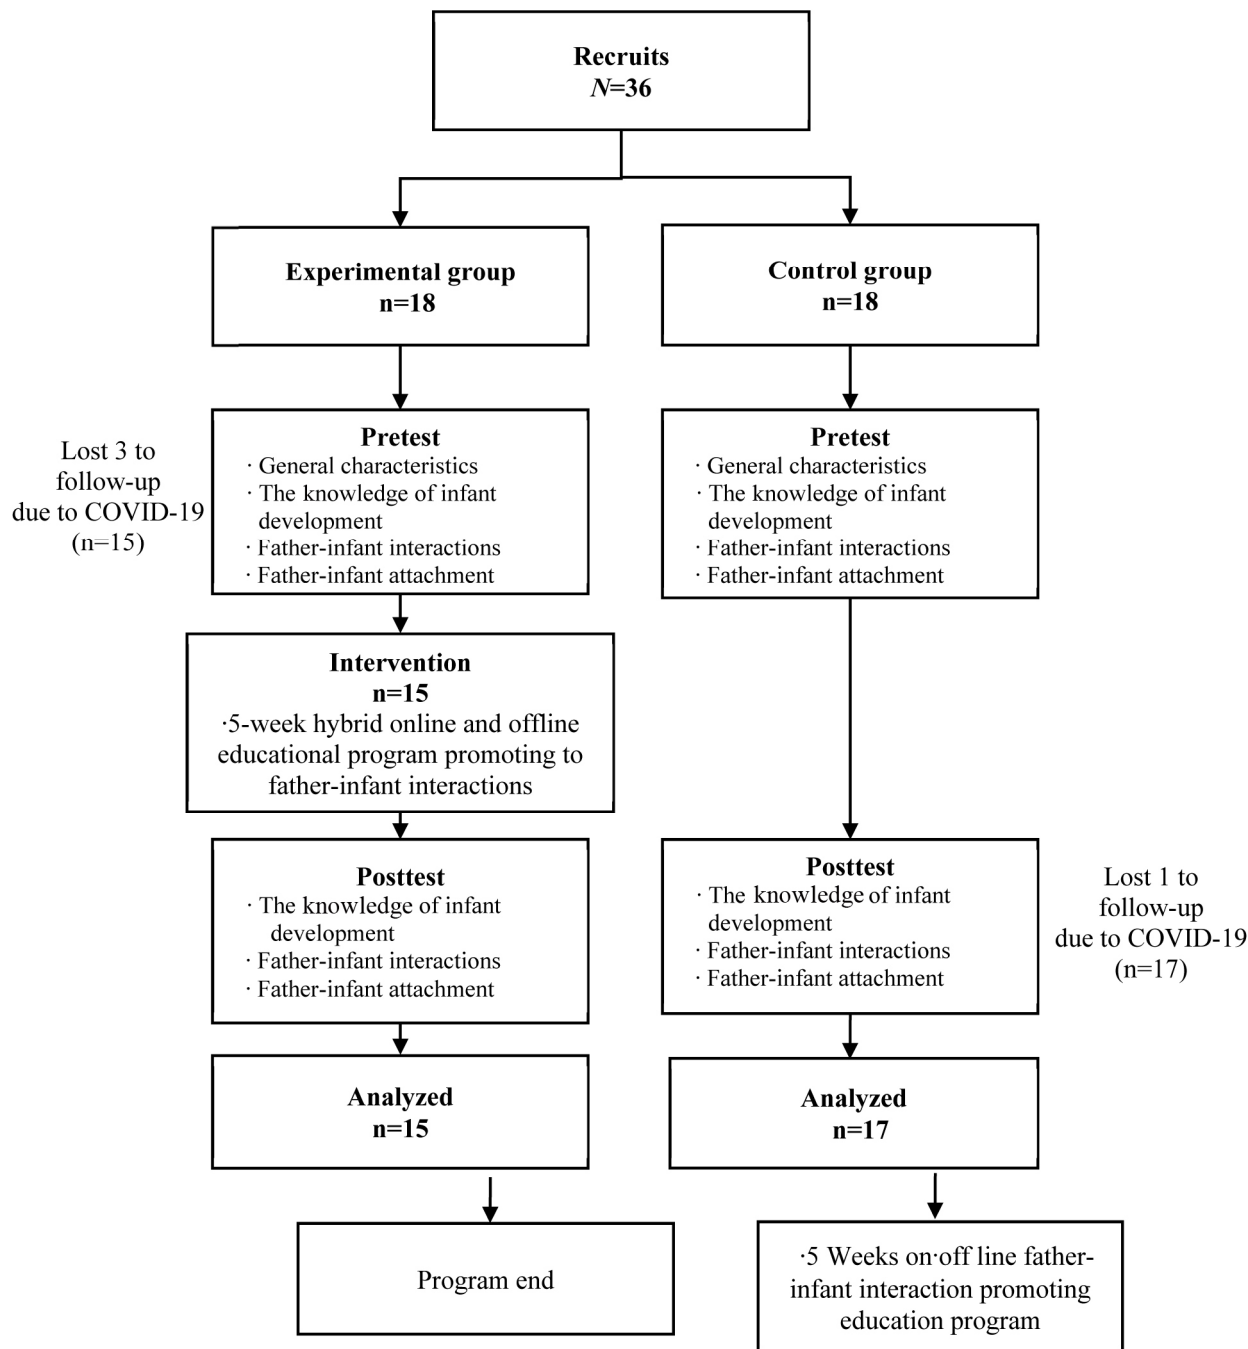 Recruits
N=36
Experimental group
n=18
Control group
n=18
Lost 3 to
follow-up
due to COVID-19
(n=15)
Pretest
· General characteristics
· The knowledge of infant
development
· Father-infant interactions
· Father-infant attachment
Pretest
· General characteristics
· The knowledge of infant
development
· Father-infant interactions
· Father-infant attachment
Intervention
n=15
·5-week hybrid online and offline
educational program promoting to
father-infant interactions
Posttest
· The knowledge of infant
development
· Father-infant interactions
· Father-infant attachment
Posttest
· The knowledge of infant
development
· Father-infant interactions
· Father-infant attachment
Lost 1 to
follow-up
due to COVID-19
(n=17)
Analyzed
n=15
Analyzed
n=17
Program end
·5 Weeks on·off line father-
infant interaction promoting
education program